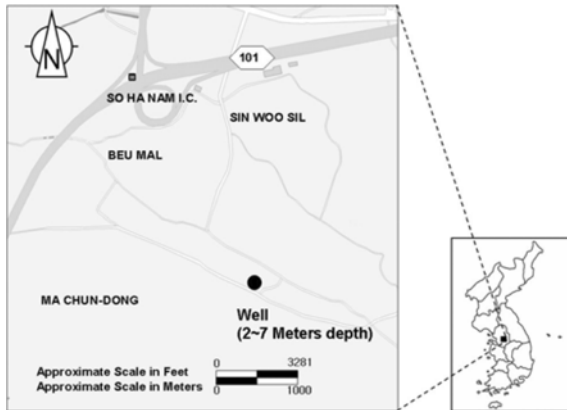 N
101
SO HA NAM I.C.
SIN WOO SIL
BEU MAL
MA CHUN-DONG
Well
(2~7 Meters depth)
Approximate Scale in Feet
0 3281
Approximate Scale in Meters
0 1000